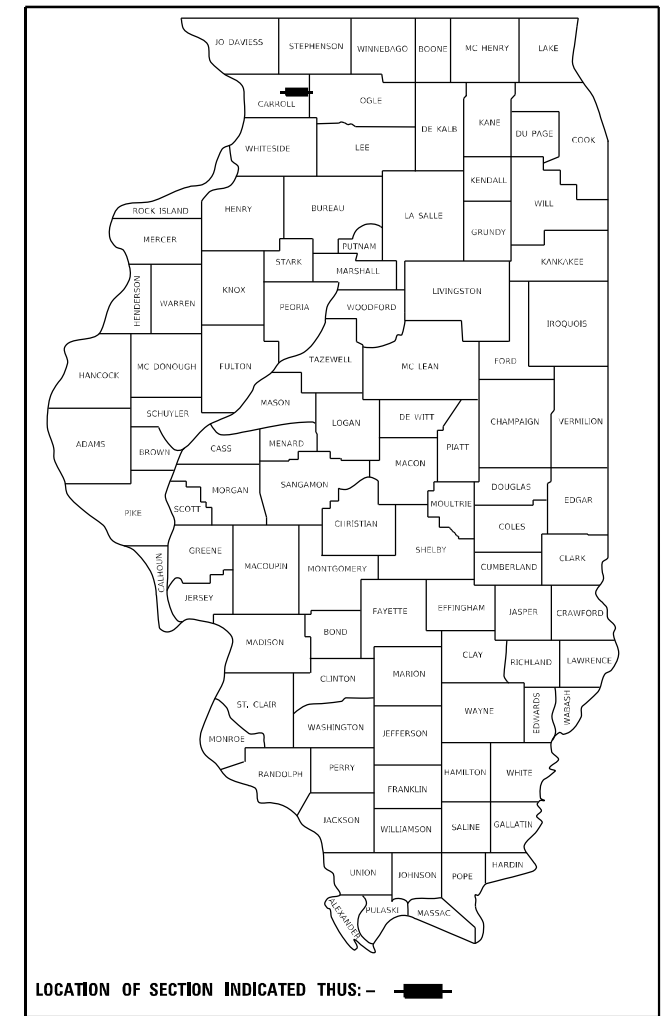 JO DAVIESS
STEPHENSON
WINNEBAGO
BOONE
MC HENRY
LAKE
CARROLL
OGLE
DE KALB
KANE
DU PAGE
COOK
WHITESIDE
LEE
KENDALL
WILL
ROCK ISLAND
HENRY
BUREAU
LA SALLE
GRUNDY
MERCER
PUTNAM
KANKAKEE
STARK
MARSHALL
HENDERSON
WARREN
KNOX
PEORIA
WOODFORD
LIVINGSTON
IROQUOIS
HANCOCK
MC DONOUGH
FULTON
TAZEWELL
MC LEAN
FORD
MASON
SCHUYLER
LOGAN
DE WITT
CHAMPAIGN
VERMILION
ADAMS
BROWN
CASS
MENARD
PIATT
MACON
MORGAN
SANGAMON
DOUGLAS
EDGAR
PIKE
SCOTT
MOULTRIE
CHRISTIAN
COLES
GREENE
SHELBY
CALHOUN
MACOUPIN
MONTGOMERY
CUMBERLAND
CLARK
JERSEY
FAYETTE
EFFINGHAM
JASPER
CRAWFORD
MADISON
BOND
CLAY
RICHLAND
LAWRENCE
CLINTON
MARION
ST. CLAIR
WAYNE
EDWARDS
WABASH
WASHINGTON
JEFFERSON
MONROE
RANDOLPH
PERRY
HAMILTON
WHITE
FRANKLIN
JACKSON
WILLIAMSON
SALINE
GALLATIN
UNION
JOHNSON
POPE
HARDIN
ALEXANDER
PULASKI
MASSAC
LOCATION OF SECTION INDICATED THUS: –